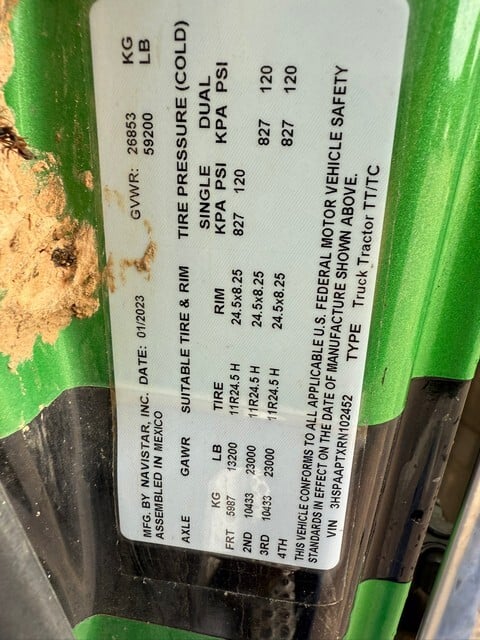 MFG. BY NAVISTAR, INC. DATE: 01/2023 GVWR: 26853 KG
ASSEMBLED IN MEXICO 59200 LB
AXLE GAWR SUITABLE TIRE & RIM TIRE PRESSURE (COLD)
SINGLE DUAL
KG LB TIRE RIM KPA PSI KPA PSI
FRT 5987 13200 11R24.5 H 24.5x8.25 827 120
2ND 10433 23000 11R24.5 H 24.5x8.25 827 120
3RD 10433 23000 11R24.5 H 24.5x8.25 827 120
4TH
THIS VEHICLE CONFORMS TO ALL APPLICABLE U.S. FEDERAL MOTOR VEHICLE SAFETY
STANDARDS IN EFFECT ON THE DATE OF MANUFACTURE SHOWN ABOVE.
VIN 3HSPAAPTXRN102452 TYPE Truck Tractor TT/TC